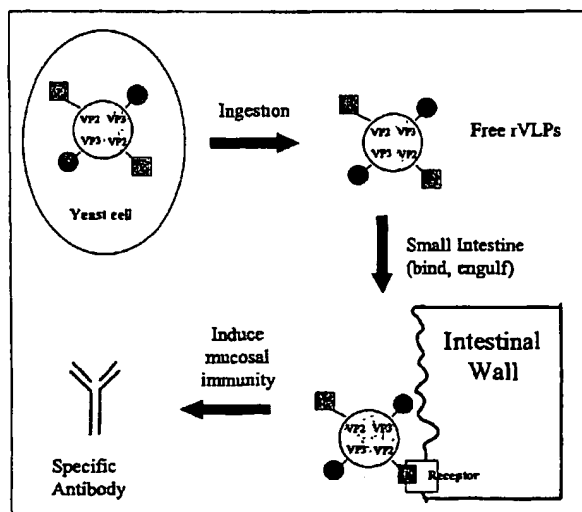 VP2 VP3
VP3 VP2
Yeast cell
Ingestion
VP2 VP3
VP3 VP2
Free rVLPs
Small Intestine
(bind, engulf)
Induce
mucosal
immunity
Specific
Antibody
VP2 VP3
VP3 VP2
Intestinal
Wall
Receptor